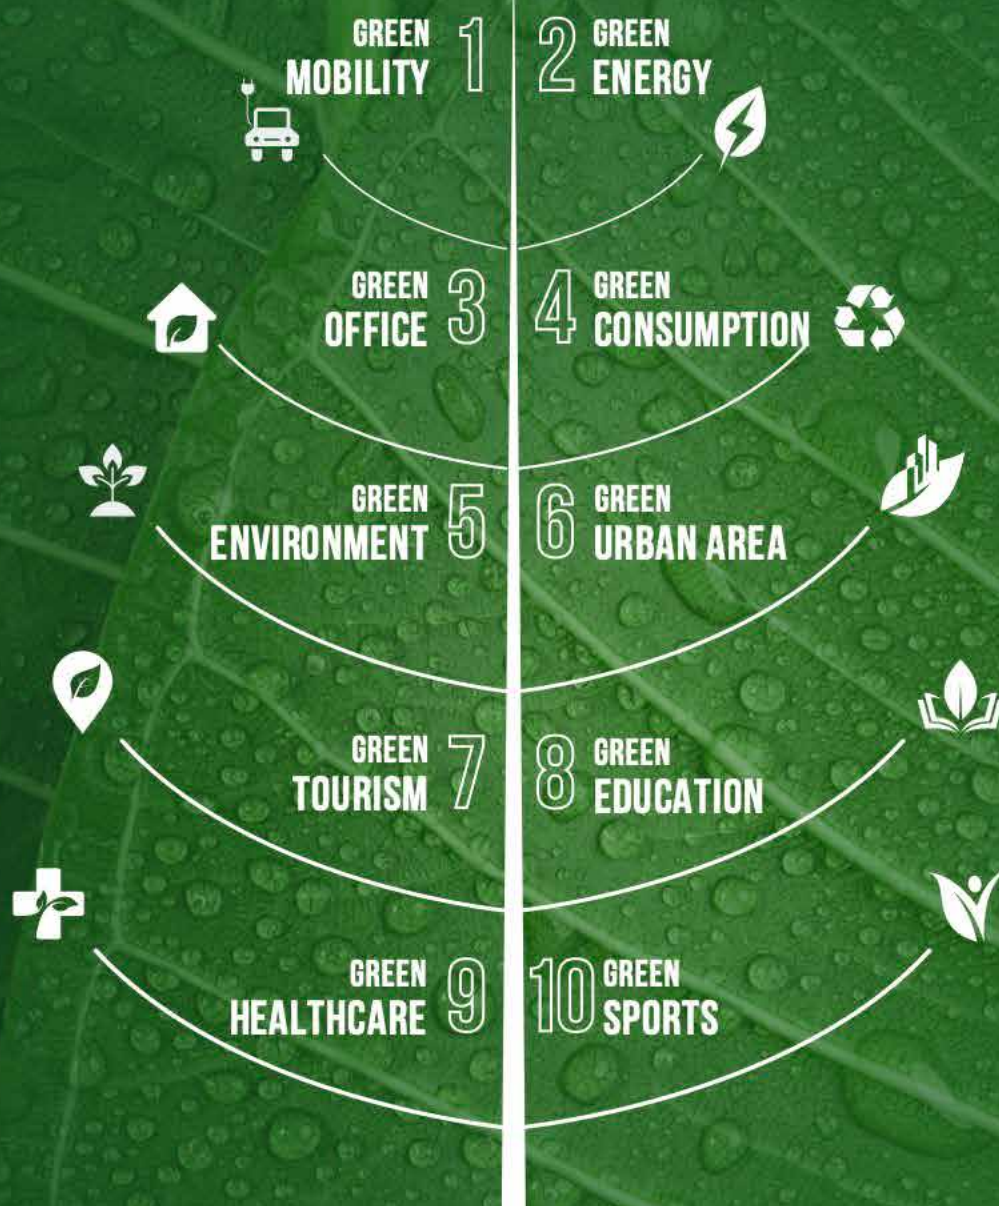 GREEN
MOBILITY
1
2
GREEN
ENERGY
GREEN
OFFICE
3
4
GREEN
CONSUMPTION
GREEN
ENVIRONMENT
5
6
GREEN
URBAN AREA
GREEN
TOURISM
7
8
GREEN
EDUCATION
GREEN
HEALTHCARE
9
10
GREEN
SPORTS